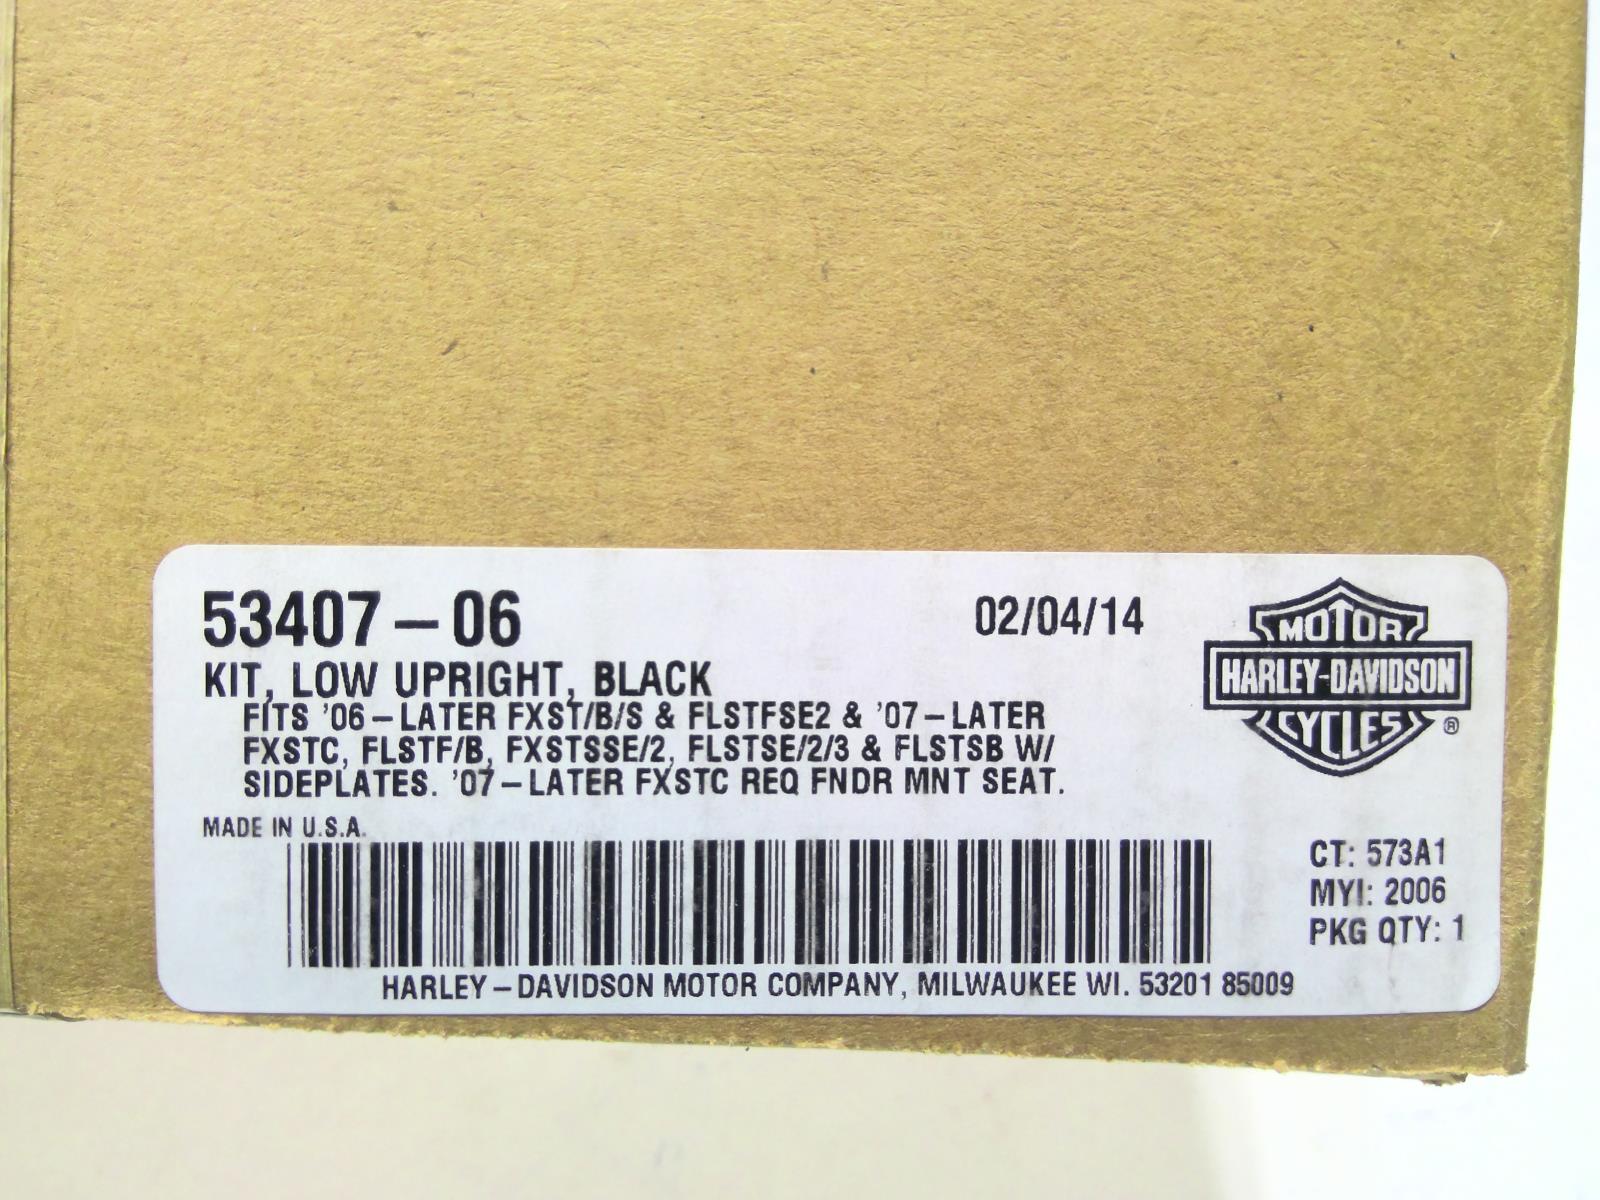 53407-06
02/04/14
KIT, LOW UPRIGHT, BLACK
FITS '06-LATER FXST/B/S & FLSTFSE2 & '07-LATER
FXSTC, FLSTF/B, FXSTSSE/2, FLSTSE/2/3 & FLSTSB W/
SIDEPLATES. '07-LATER FXSTC REQ FNDR MNT SEAT.
MADE IN U.S.A.
MOTOR
HARLEY-DAVIDSON
CYCLES ®
CT: 573A1
MYI: 2006
PKG QTY: 1
HARLEY-DAVIDSON MOTOR COMPANY, MILWAUKEE WI. 53201 85009